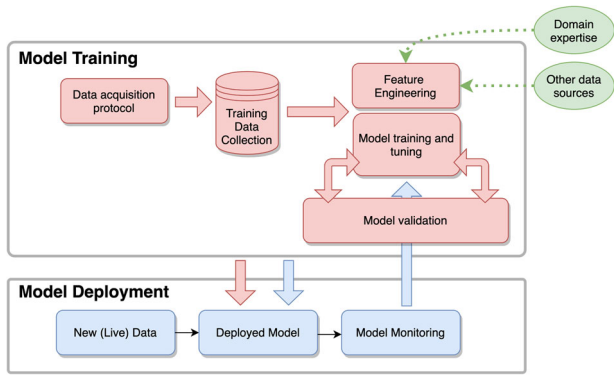 Model Training
Domain
expertise
Other data
sources
Data acquisition
protocol
Training
Data
Collection
Feature
Engineering
Model training and
tuning
Model validation
Model Deployment
New (Live) Data
Deployed Model
Model Monitoring